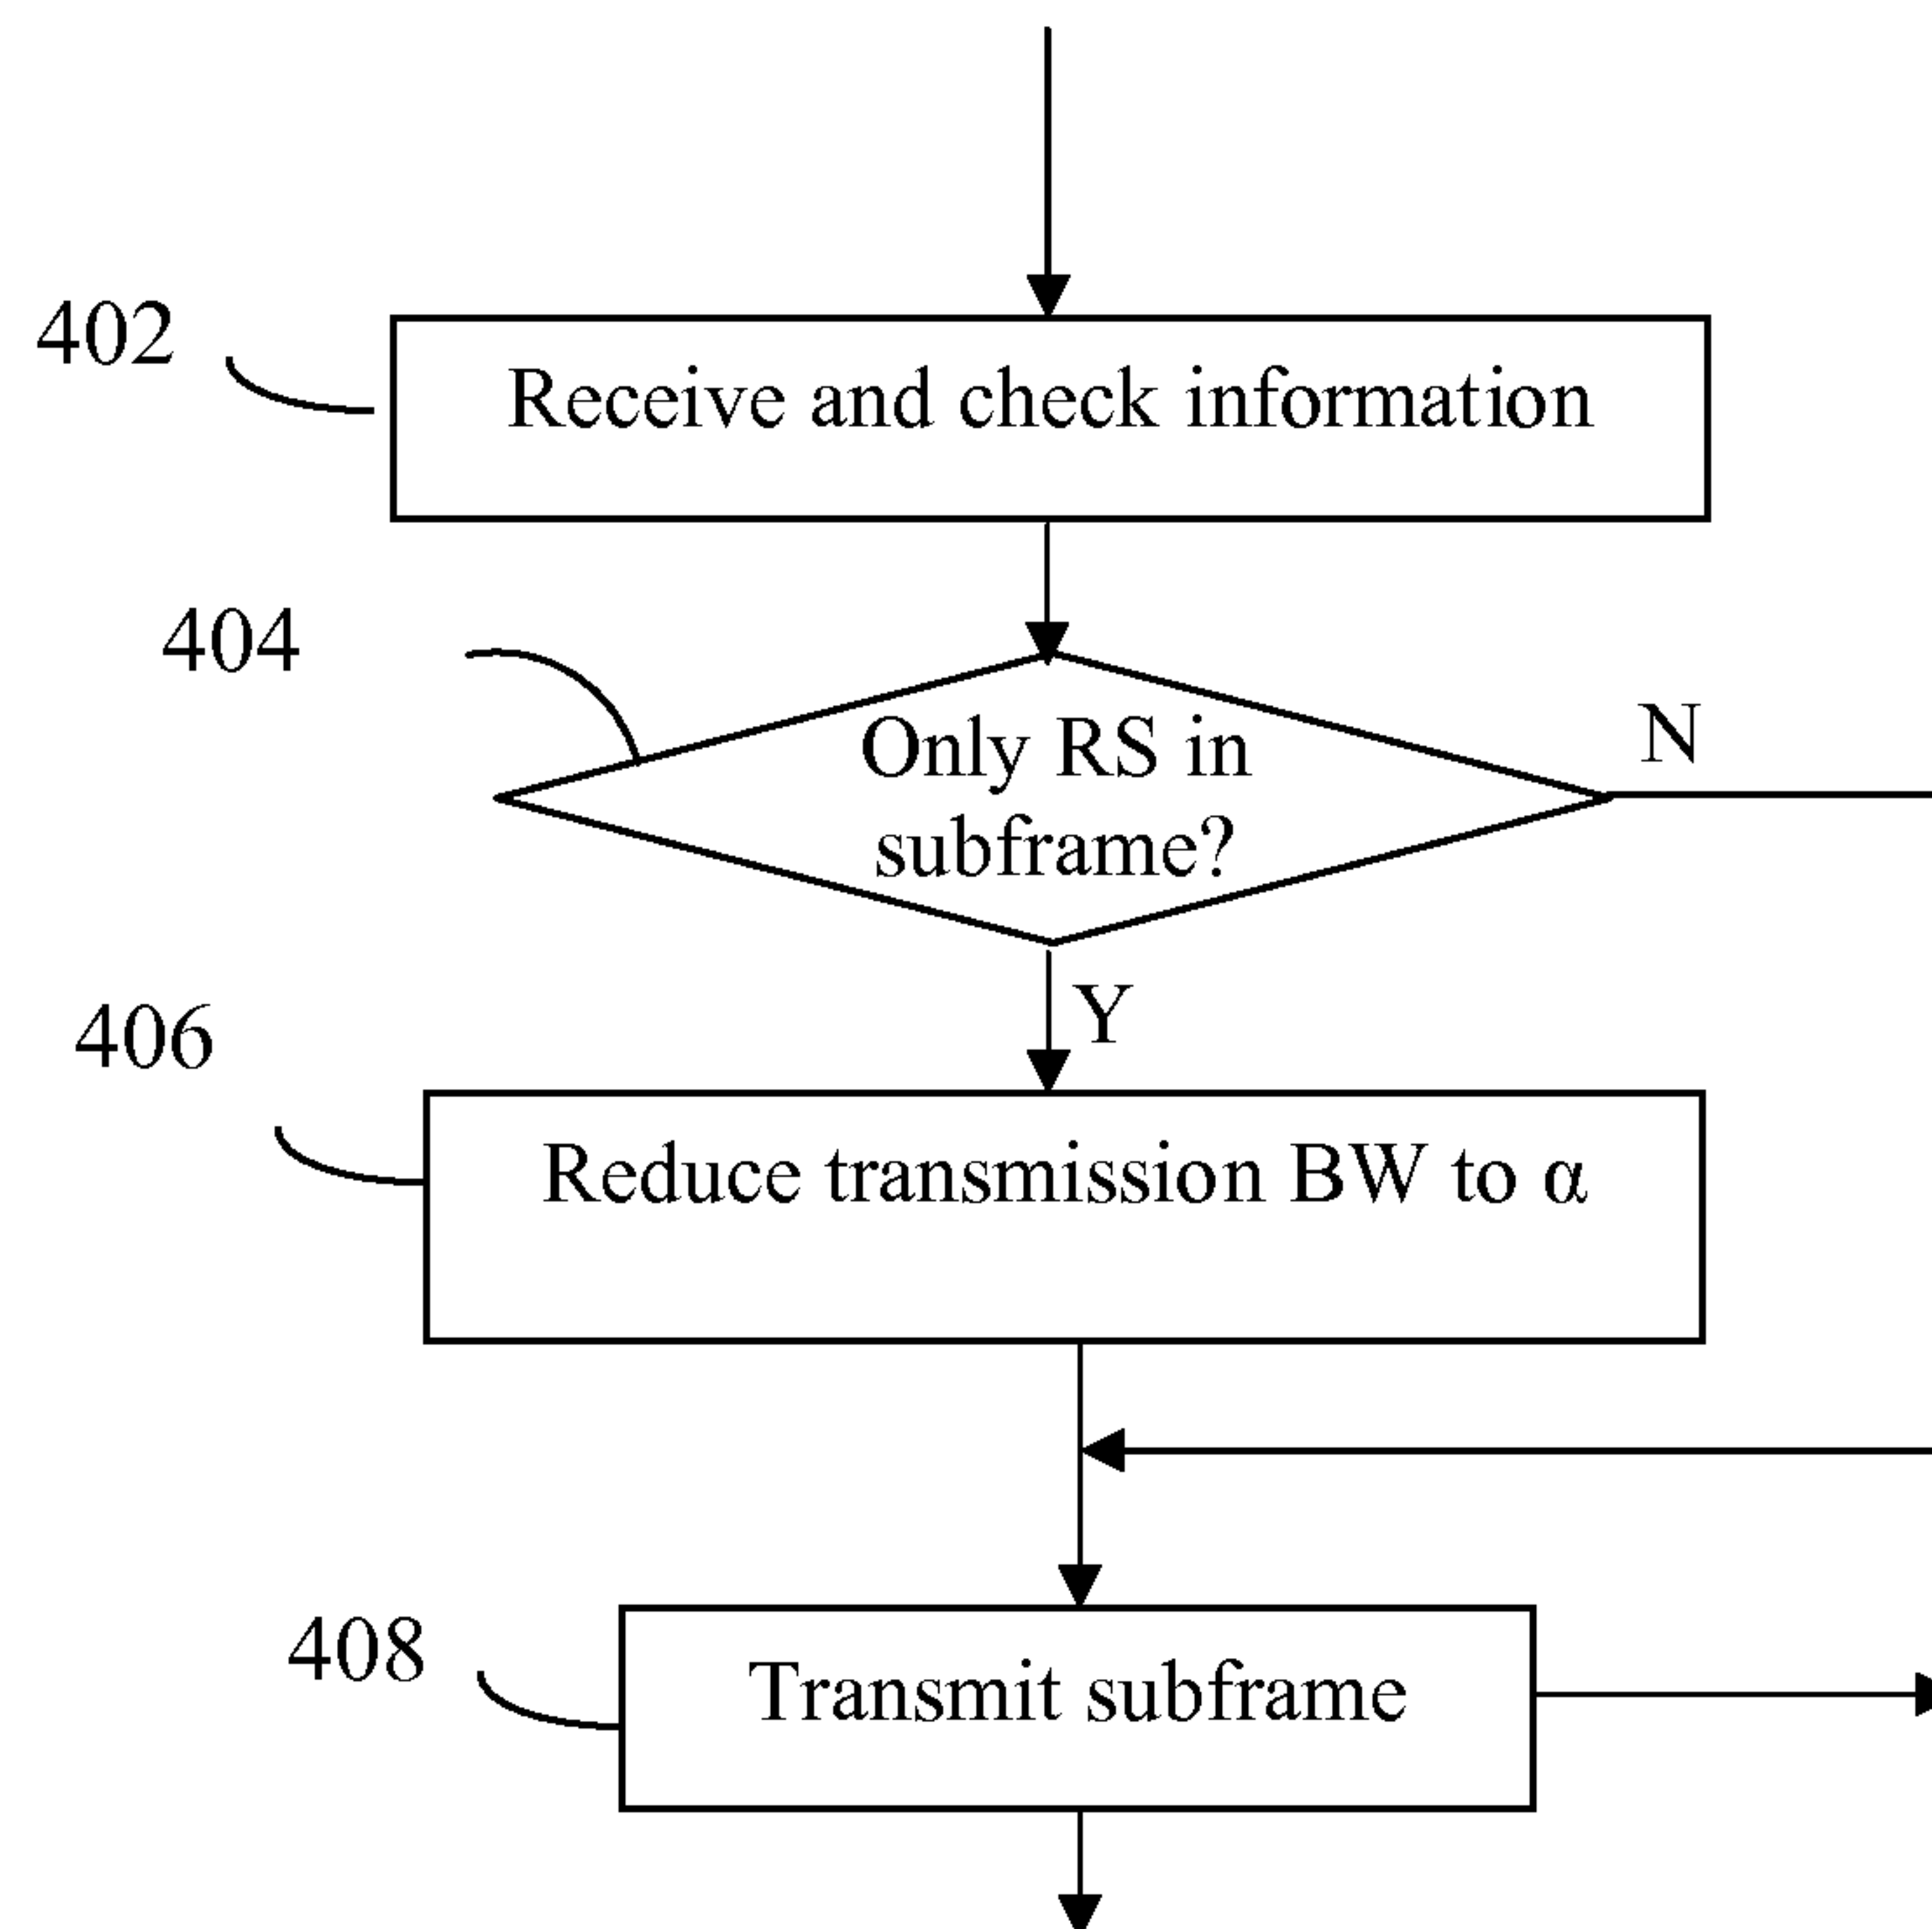 402
Receive and check information
404
Only RS in
subframe?
N
Y
406
Reduce transmission BW to α
408
Transmit subframe